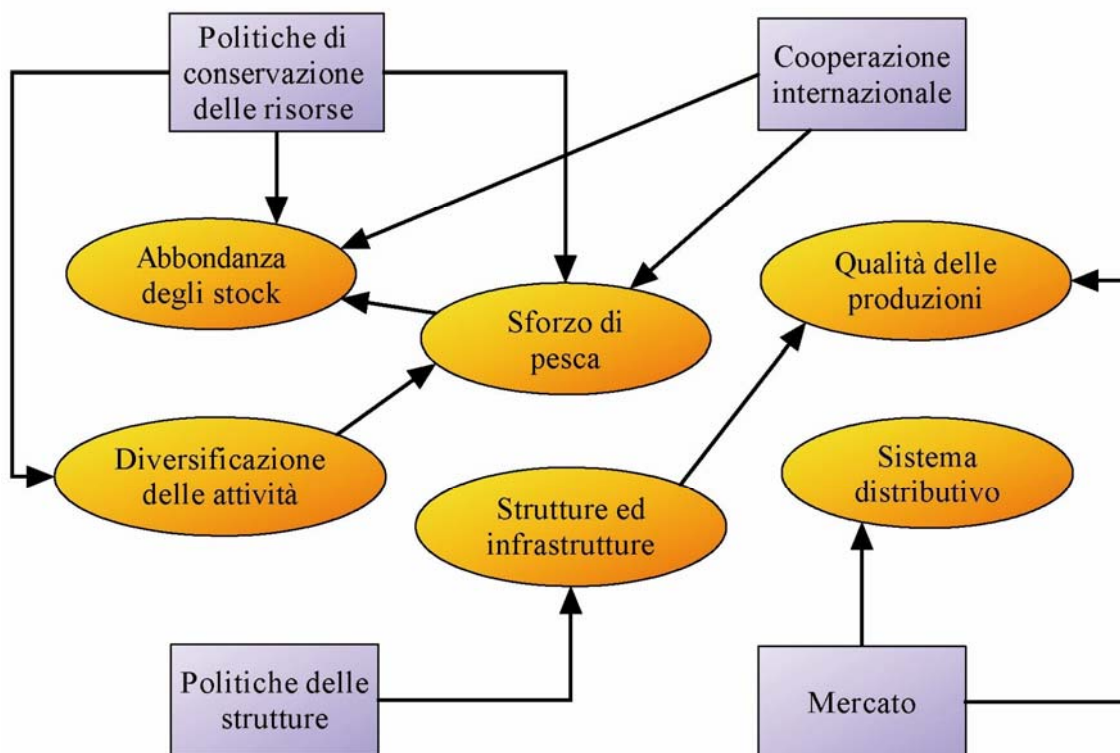 Politiche di
conservazione
delle risorse
Cooperazione
internazionale
Abbondanza
degli stock
Qualità delle
produzioni
Sforzo di
pesca
Diversificazione
delle attività
Sistema
distributivo
Strutture ed
infrastrutture
Politiche delle
strutture
Mercato